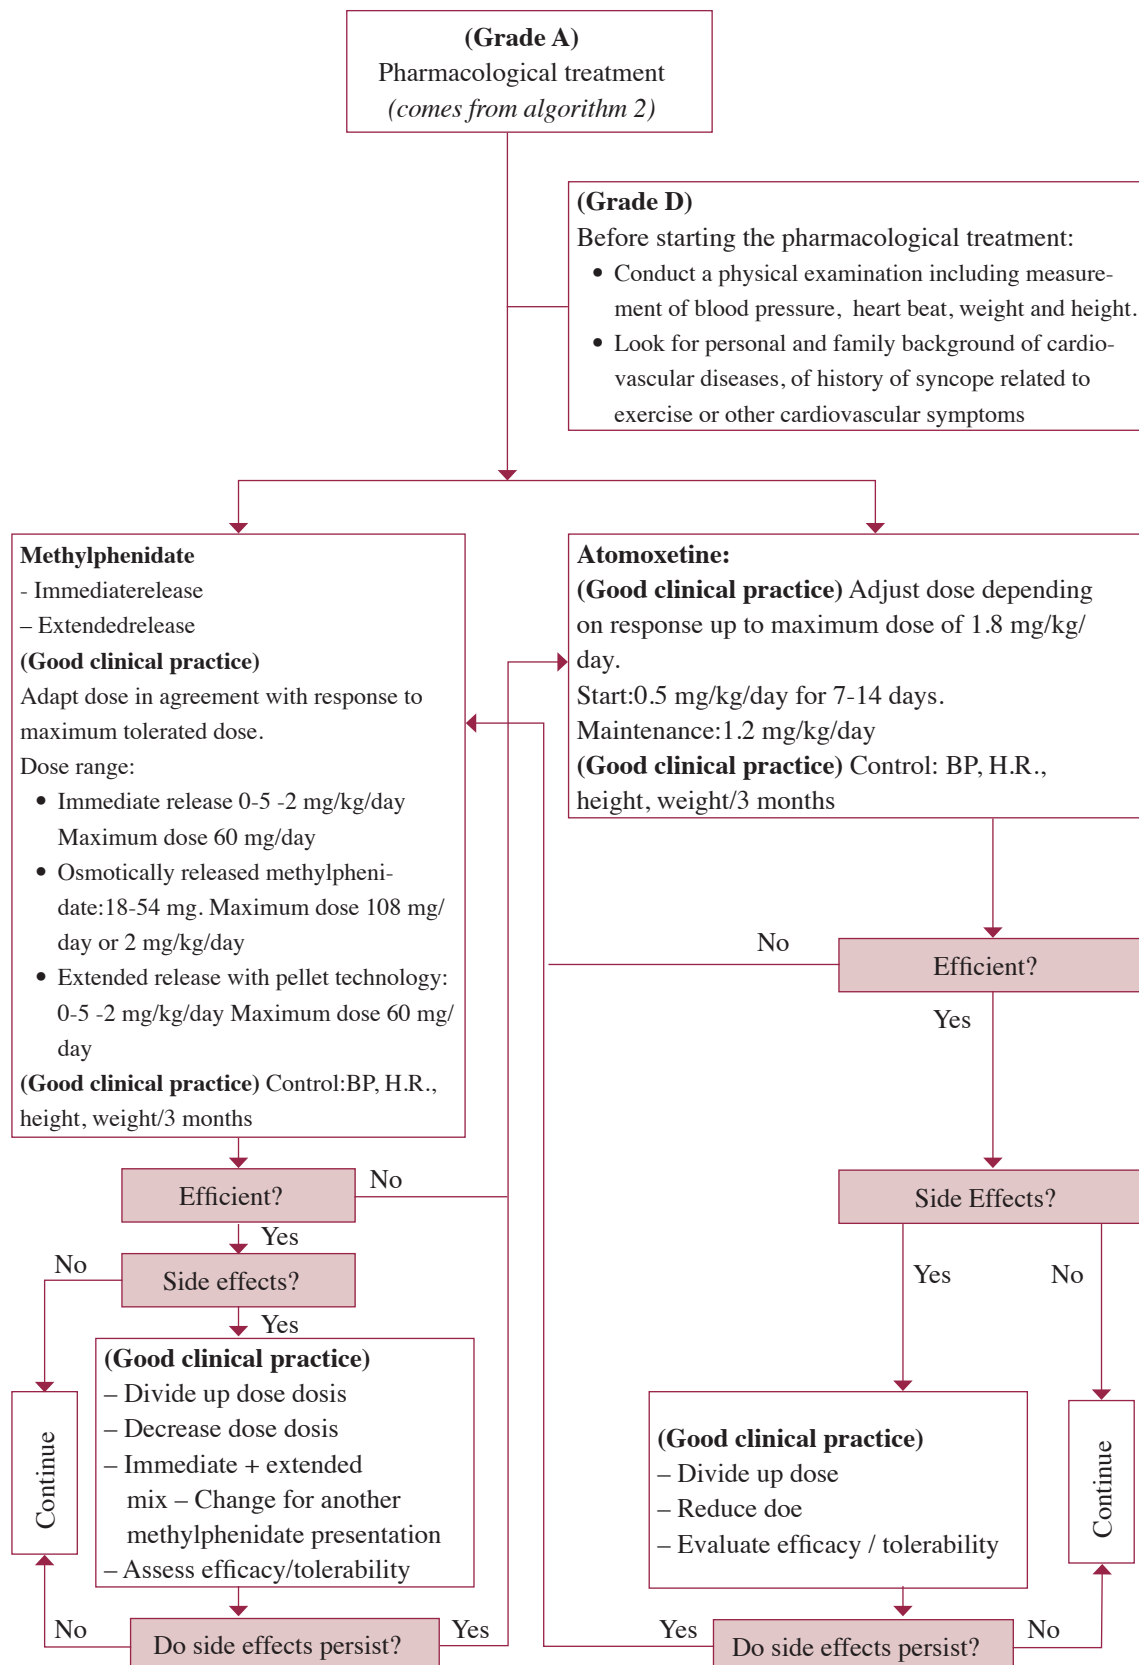 (Grade A)
Pharmacological treatment
(comes from algorithm 2)
(Grade D)
Before starting the pharmacological treatment:
• Conduct a physical examination including measure-
ment of blood pressure, heart beat, weight and height.
• Look for personal and family background of cardio-
vascular diseases, of history of syncope related to
exercise or other cardiovascular symptoms
Methylphenidate
- Immediaterelease
– Extendedrelease
(Good clinical practice)
Adapt dose in agreement with response to
maximum tolerated dose.
Dose range:
• Immediate release 0-5 -2 mg/kg/day
Maximum dose 60 mg/day
• Osmotically released methylpheni-
date:18-54 mg. Maximum dose 108 mg/
day or 2 mg/kg/day
• Extended release with pellet technology:
0-5 -2 mg/kg/day Maximum dose 60 mg/
day
(Good clinical practice) Control:BP, H.R.,
height, weight/3 months
Atomoxetine:
(Good clinical practice) Adjust dose depending
on response up to maximum dose of 1.8 mg/kg/
day.
Start:0.5 mg/kg/day for 7-14 days.
Maintenance:1.2 mg/kg/day
(Good clinical practice) Control: BP, H.R.,
height, weight/3 months
No
Efficient?
Yes
Side Effects?
Yes
No
(Good clinical practice)
– Divide up dose
– Reduce doe
– Evaluate efficacy / tolerability
Continue
Yes
Do side effects persist?
No
Efficient?
No
Yes
No
Side effects?
Yes
(Good clinical practice)
– Divide up dose dosis
– Decrease dose dosis
– Immediate + extended
mix – Change for another
methylphenidate presentation
– Assess efficacy/tolerability
Continue
No
Do side effects persist?
Yes